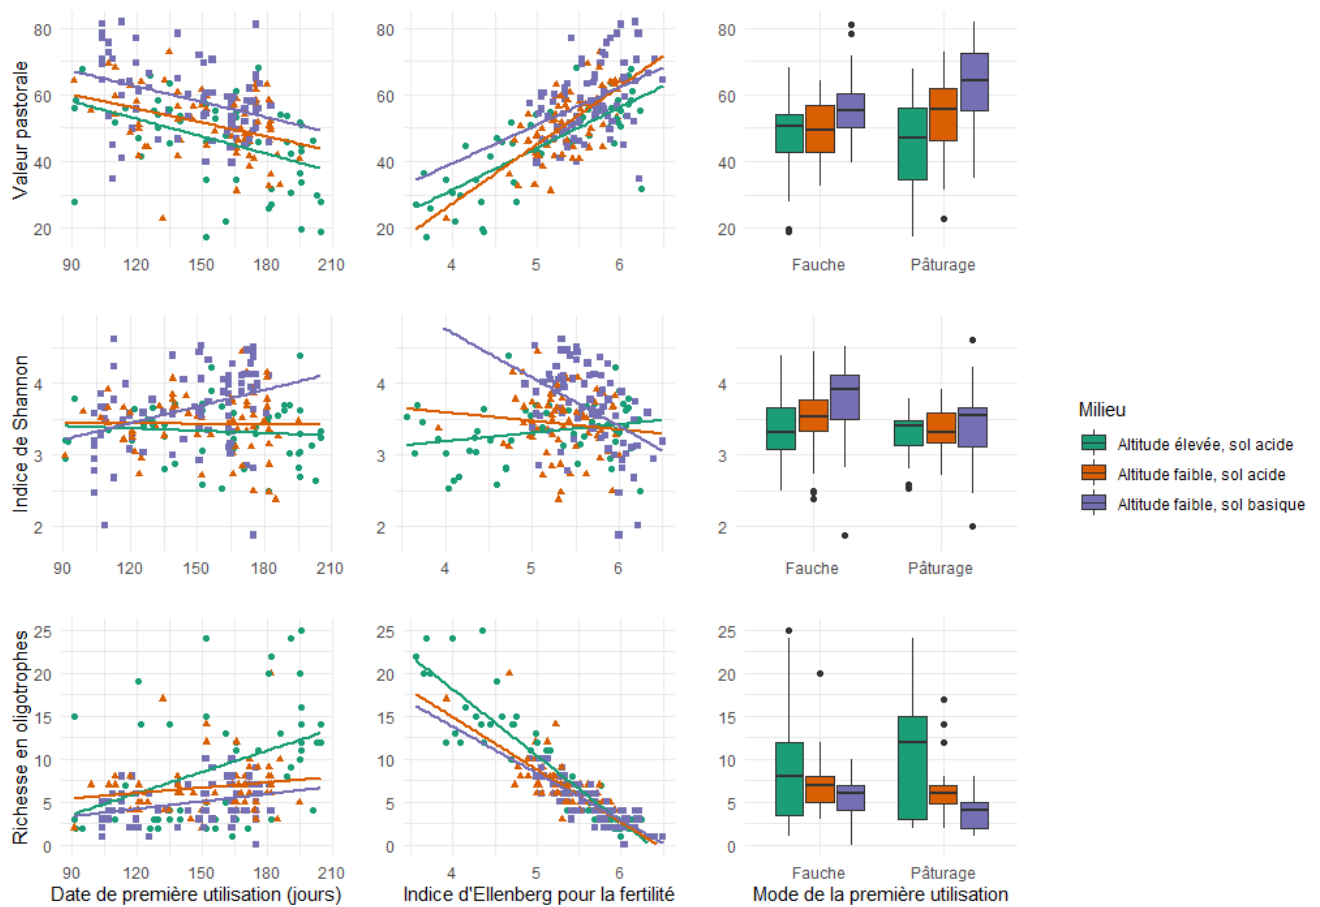 Valeur pastorale
80
60
40
20
90 120 150 180 210
4 5 6
Fauche Pâturage
Indice de Shannon
4
3
2
90 120 150 180 210
4 5 6
Fauche Pâturage
Milieu
Altitude élevée, sol acide
Altitude faible, sol acide
Altitude faible, sol basique
Richesse en oligotrophes
25
20
15
10
5
0
90 120 150 180 210
4 5 6
Fauche Pâturage
Date de première utilisation (jours)
Indice d'Ellenberg pour la fertilité
Mode de la première utilisation
80
60
40
20
4
3
2
25
20
15
10
5
0
80
60
40
20
4
3
2
25
20
15
10
5
0